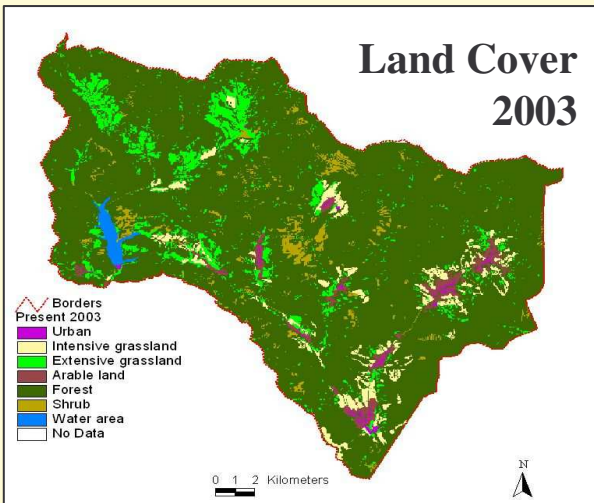 Land Cover
2003
Borders
Present 2003
Urban
Intensive grassland
Extensive grassland
Arable land
Forest
Shrub
Water area
No Data
0 1 2 Kilometers
N